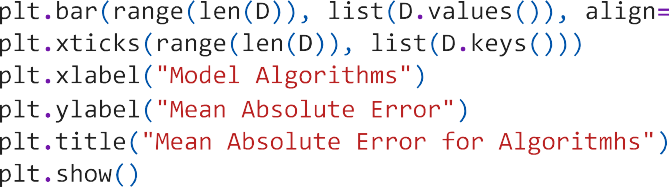 plt.bar(range(len(D)), list(D.values()), align=
plt.xticks(range(len(D)), list(D.keys()))
plt.xlabel("Model Algorithms")
plt.ylabel("Mean Absolute Error")
plt.title("Mean Absolute Error for Algoritmhs")
plt.show()